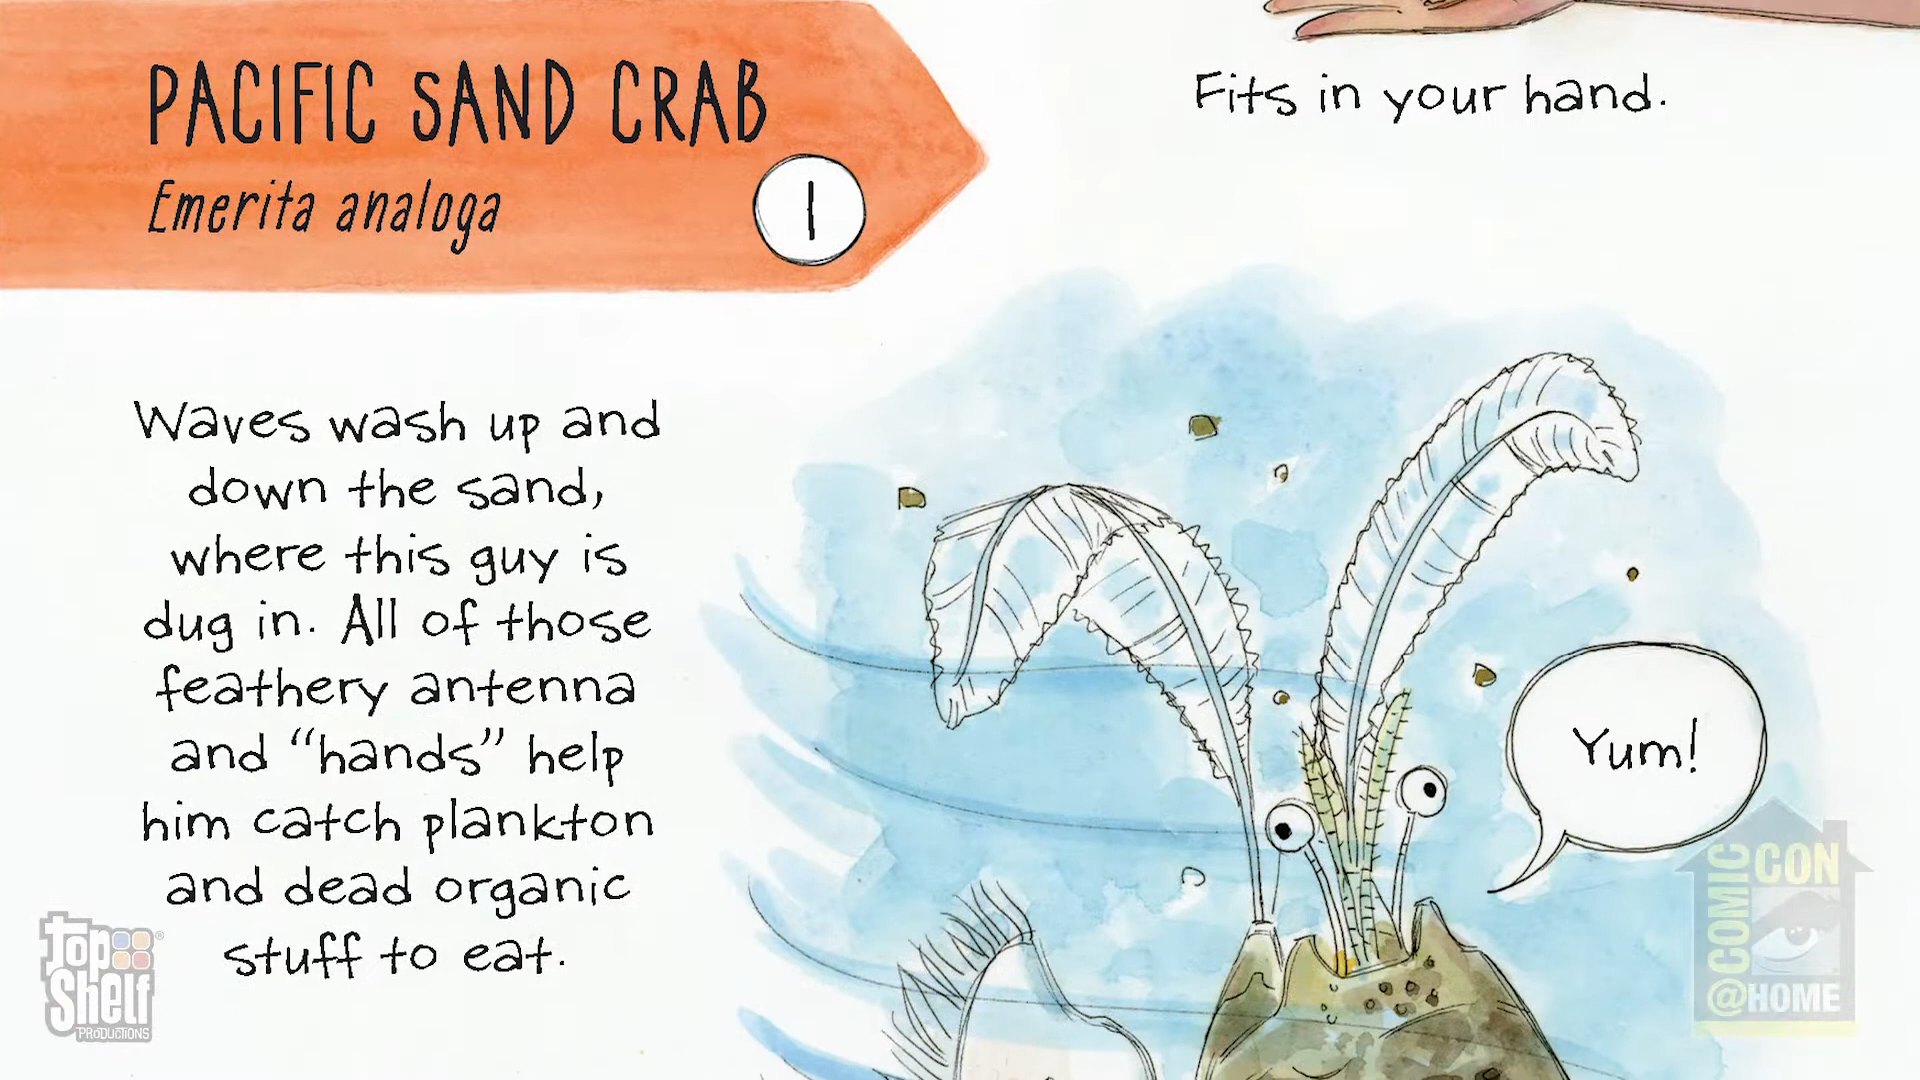 PACIFIC SAND CRAB
Emerita analoga
1
Fits in your hand.
Waves wash up and
down the sand,
where this guy is
dug in. All of those
feathery antenna
and “hands” help
him catch plankton
and dead organic
stuff to eat.
Yum!
Top Shelf
PRODUCTIONS
COMIC CON
@HOME